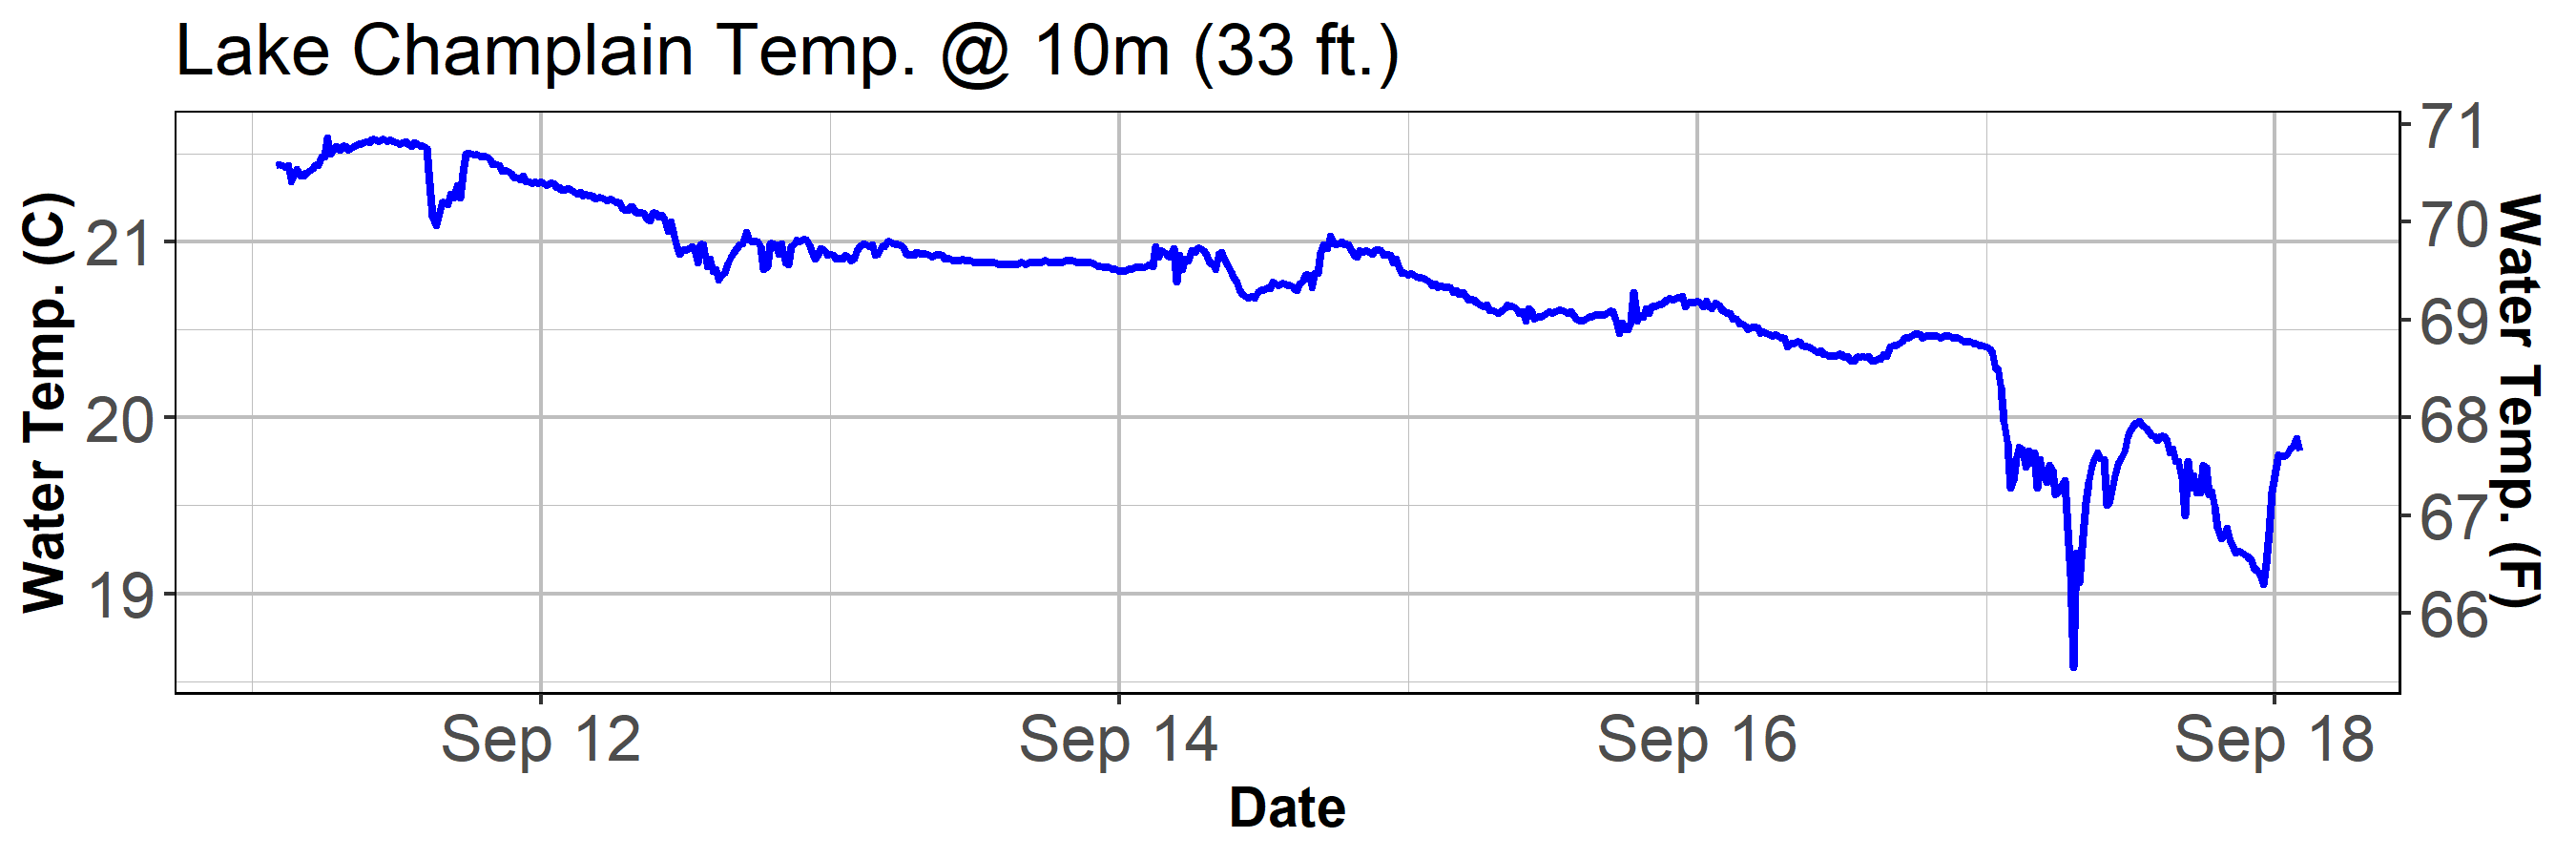 Lake Champlain Temp. @ 10m (33 ft.)
Water Temp. (C)
21
20
19
71
70
69
68
67
66
Water Temp. (F)
Sep 12
Sep 14
Sep 16
Sep 18
Date